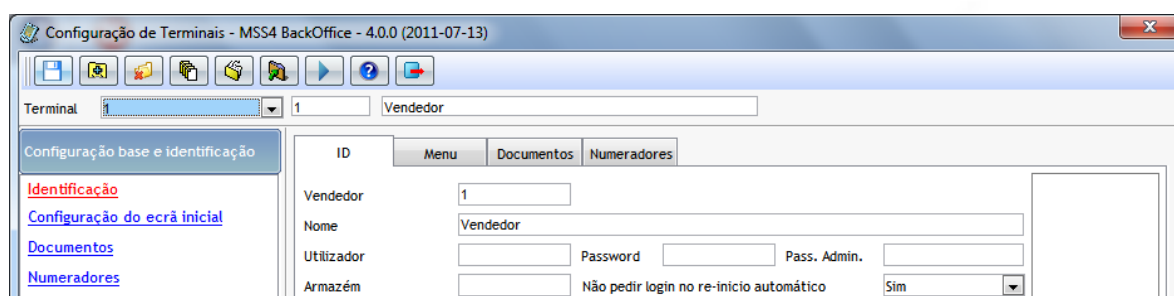 Configuração de Terminais - MSS4 BackOffice - 4.0.0 (2011-07-13)
Terminal 1 1 Vendedor
Configuração base e identificação
Identificação
Configuração do ecrã inicial
Documentos
Numeradores
ID Menu Documentos Numeradores
Vendedor 1
Nome Vendedor
Utilizador Password Pass. Admin.
Armazém Não pedir login no re-inicio automático Sim